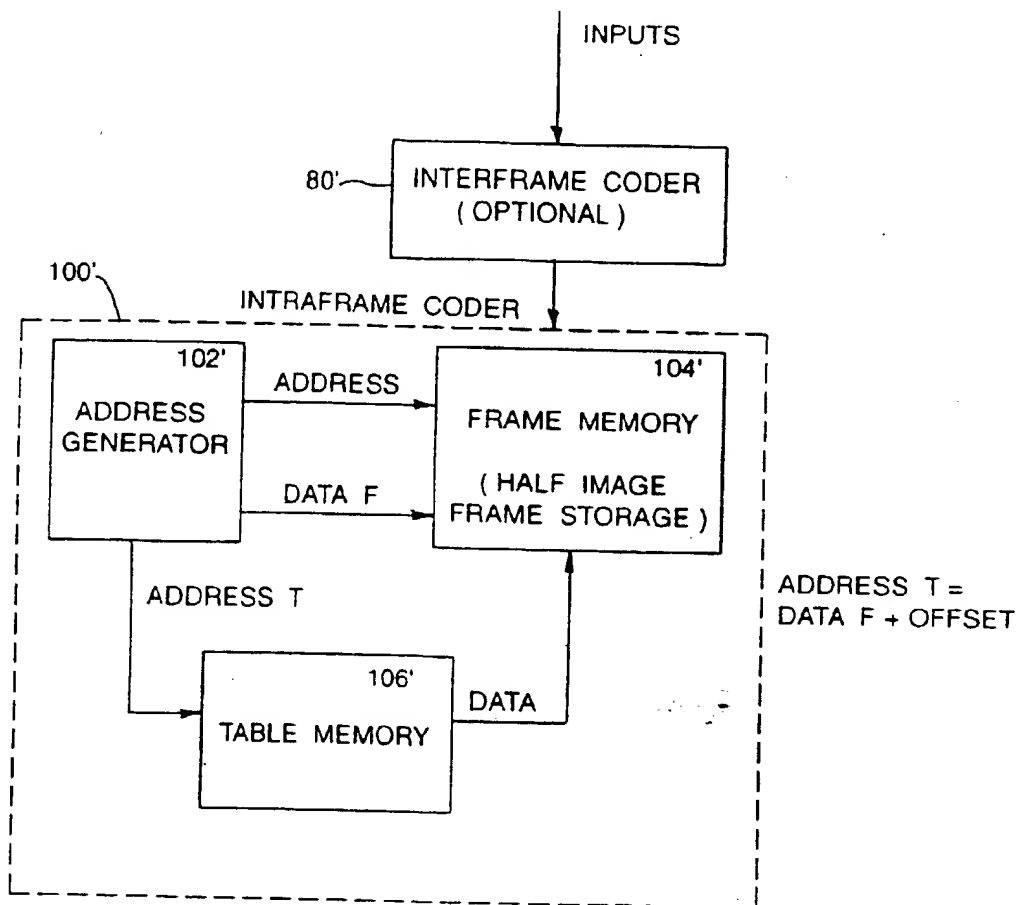 INPUTS
80'
INTERFRAME CODER
( OPTIONAL )
100'
INTRAFRAME CODER
102'
ADDRESS
GENERATOR
ADDRESS
DATA F
104'
FRAME MEMORY
( HALF IMAGE
FRAME STORAGE )
ADDRESS T
ADDRESS T =
DATA F + OFFSET
106'
TABLE MEMORY
DATA